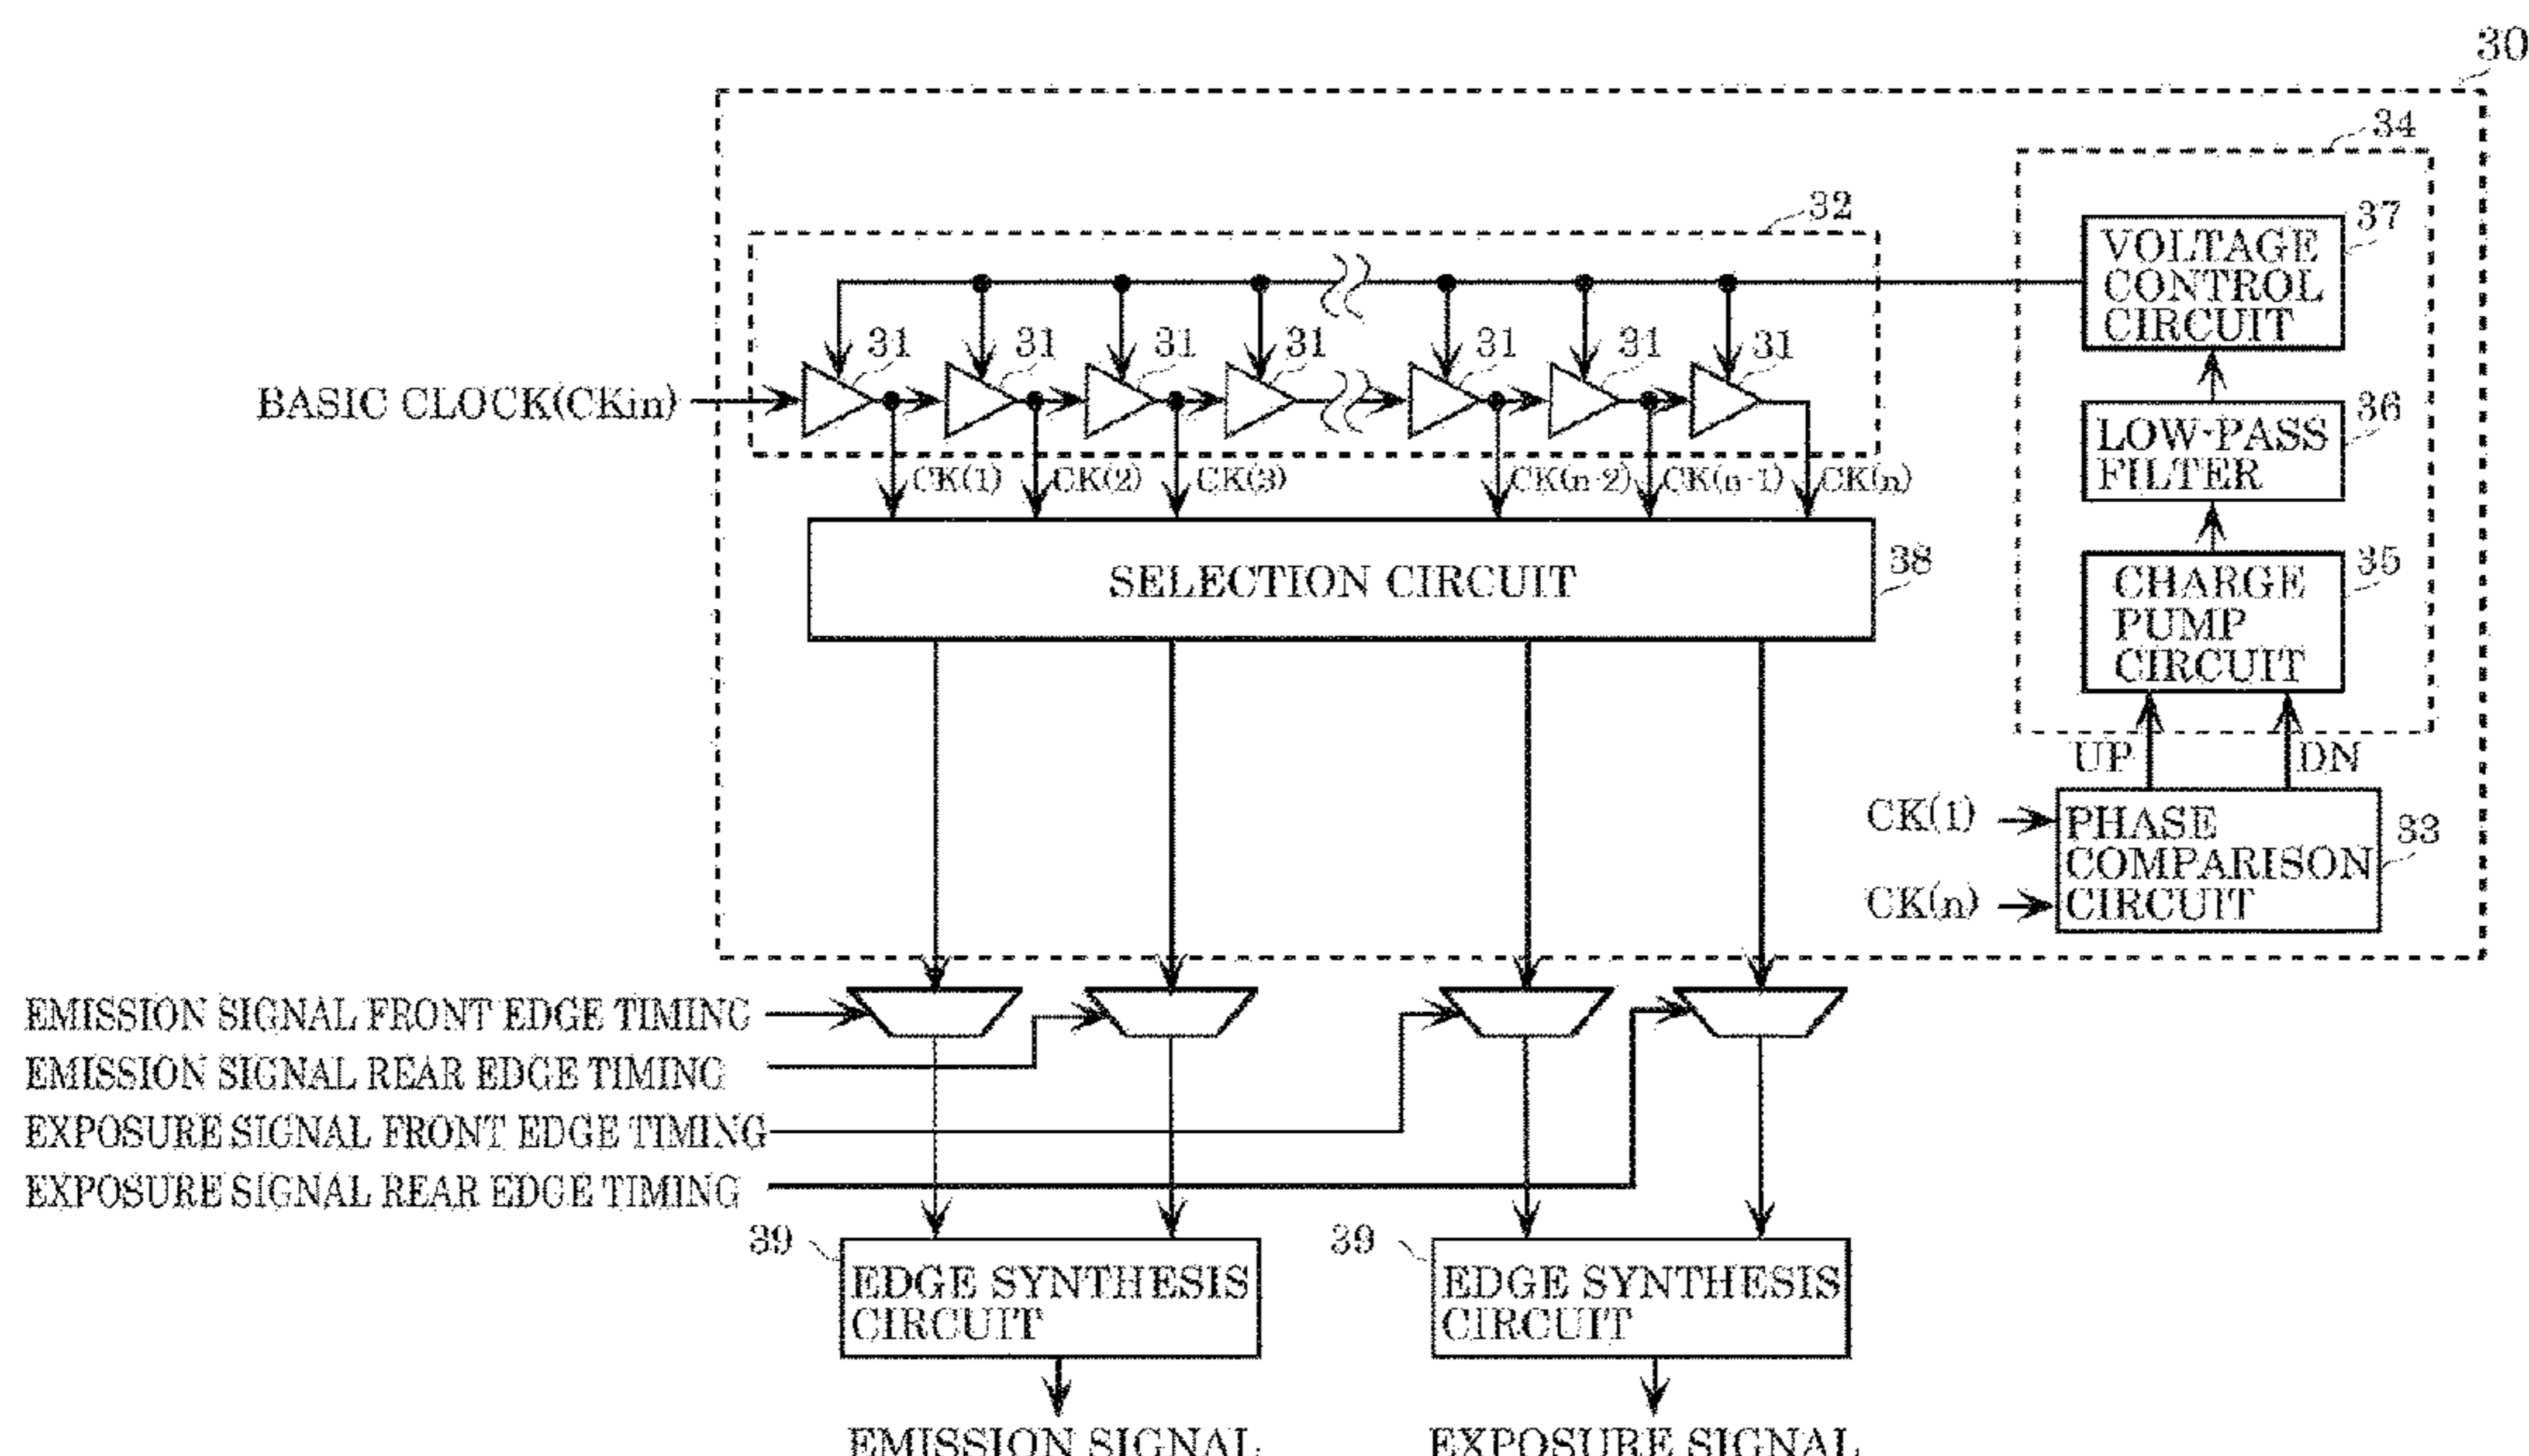 30
34
32
37
VOLTAGE
CONTROL
CIRCUIT
31 31 31 31 31 31 31
BASIC CLOCK(CKin)
36
LOW-PASS
FILTER
CK(1) CK(2) CK(3) CK(n-2) CK(n-1) CK(n)
SELECTION CIRCUIT
38
35
CHARGE
PUMP
CIRCUIT
UP DN
CK(1)
CK(n)
PHASE
COMPARISON
CIRCUIT
33
EMISSION SIGNAL FRONT EDGE TIMING
EMISSION SIGNAL REAR EDGE TIMING
EXPOSURE SIGNAL FRONT EDGE TIMING
EXPOSURE SIGNAL REAR EDGE TIMING
39
EDGE SYNTHESIS
CIRCUIT
39
EDGE SYNTHESIS
CIRCUIT
EMISSION SIGNAL
EXPOSURE SIGNAL